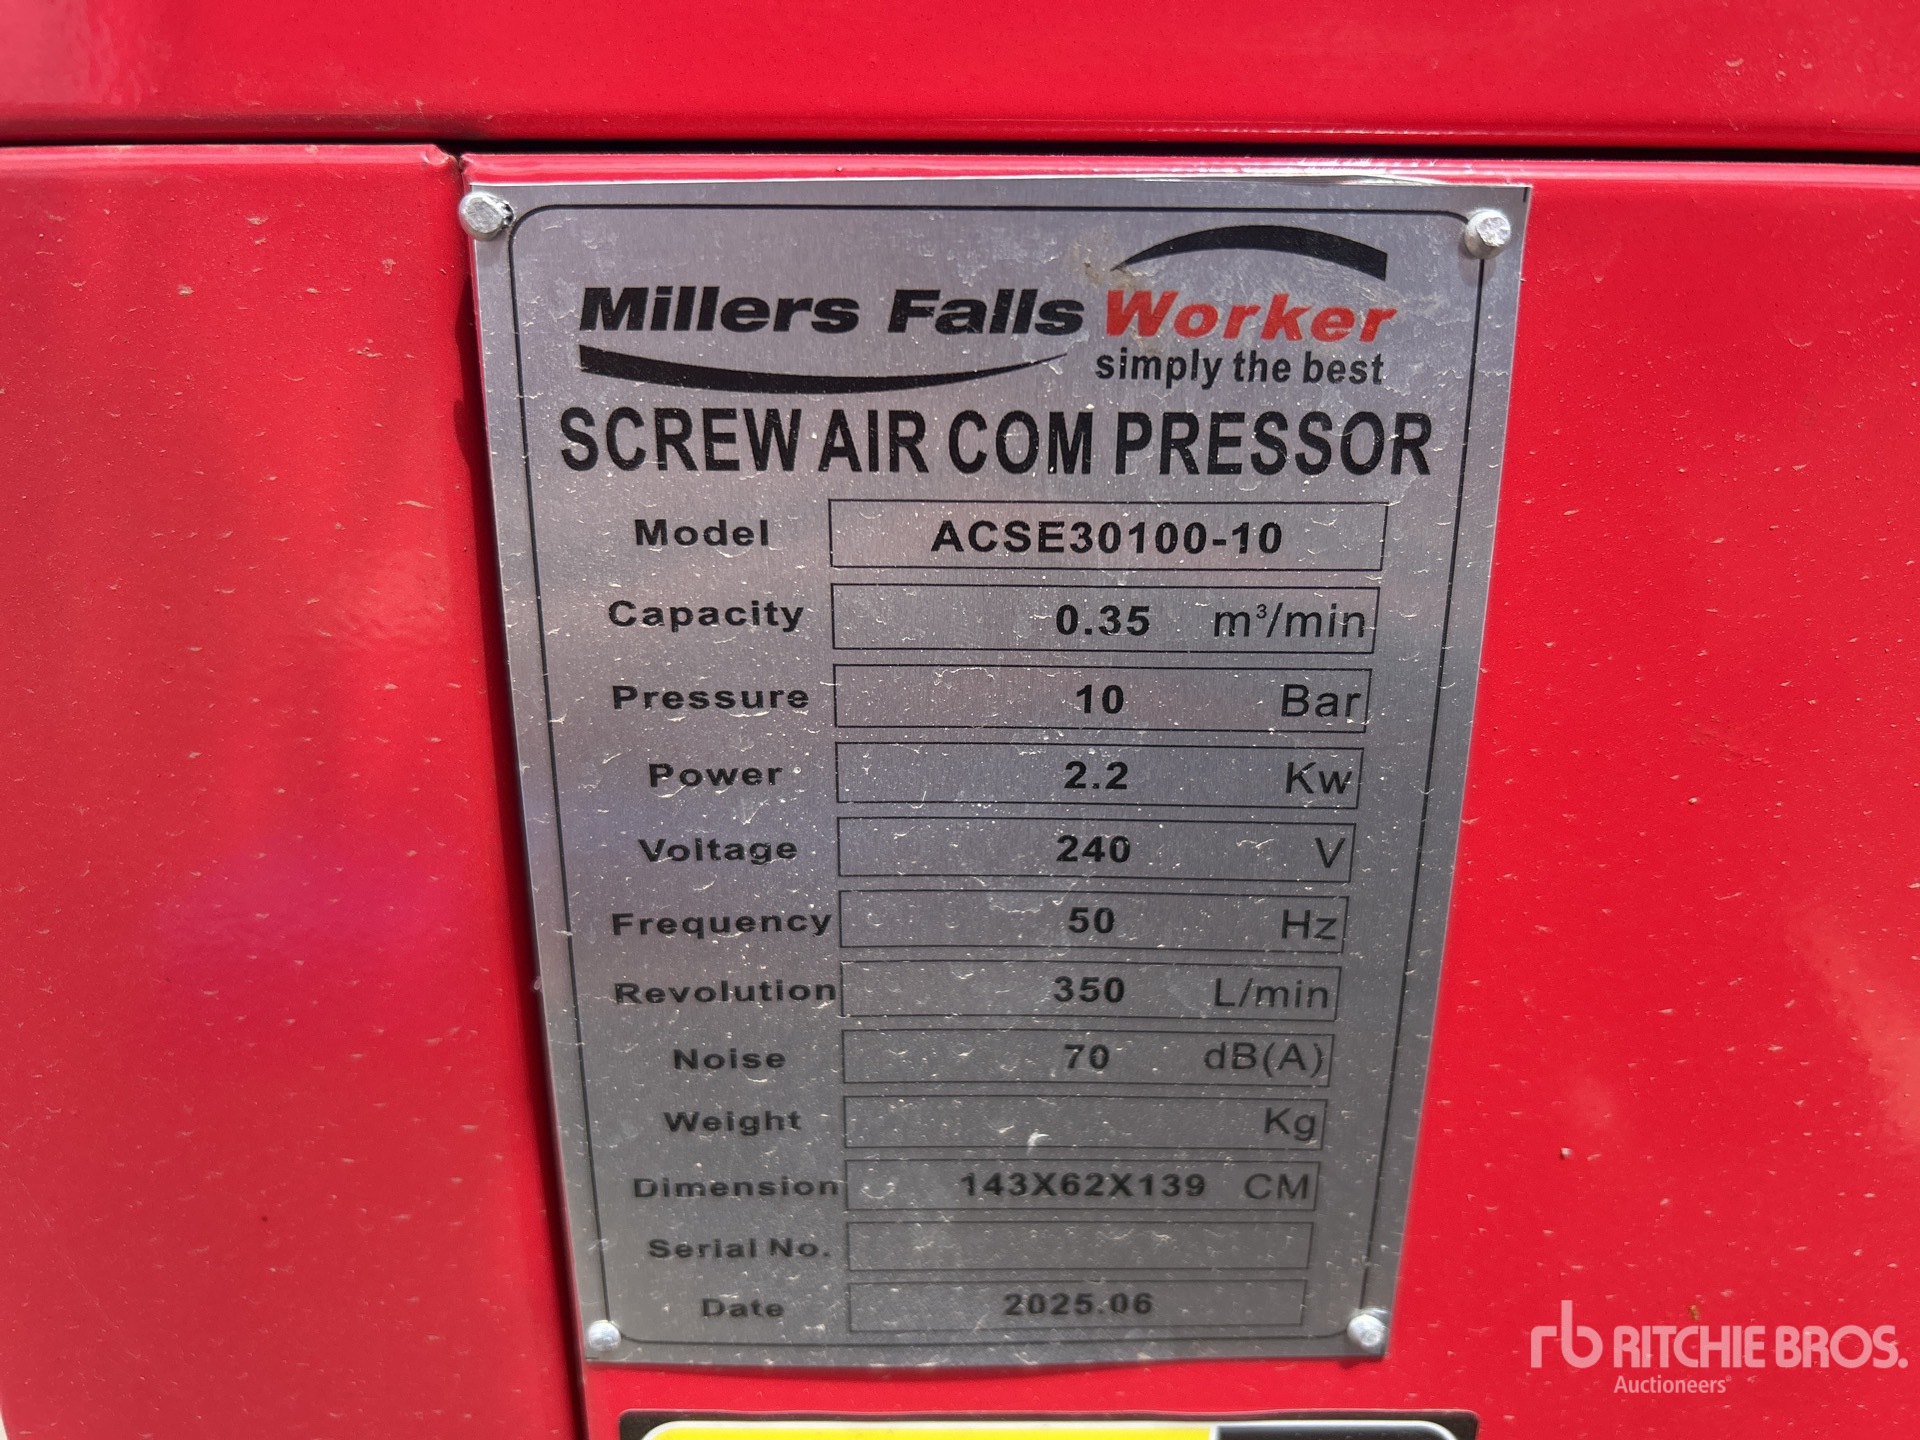 Millers Falls Worker
simply the best
SCREW AIR COM PRESSOR
Model ACSE30100-10
Capacity 0.35 m³/min
Pressure 10 Bar
Power 2.2 Kw
Voltage 240 V
Frequency 50 Hz
Revolution 350 L/min
Noise 70 dB(A)
Weight Kg
Dimension 143X62X139 CM
Serial No.
Date 2025.06
rb RITCHIE BROS.
Auctioneers